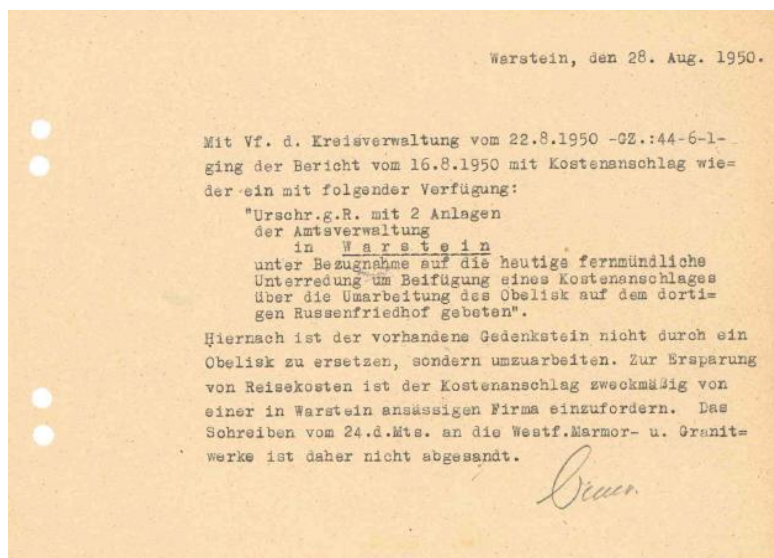 Warstein, den 28. Aug. 1950.
Mit Vf. d. Kreisverwaltung vom 22.8.1950 -GZ.:44-6-1-
ging der Bericht vom 16.8.1950 mit Kostenanschlag wie=
der ein mit folgender Verfügung:
"Urschr.g.R. mit 2 Anlagen
der Amtsverwaltung
in W a r s t e i n
unter Bezugnahme auf die heutige fernmündliche
Unterredung um Beifügung eines Kostenanschlages
über die Umarbeitung des Obelisk auf dem dorti=
gen Russenfriedhof gebeten".
Hiernach ist der vorhandene Gedenkstein nicht durch ein
Obelisk zu ersetzen, sondern umzuarbeiten. Zur Ersparung
von Reisekosten ist der Kostenanschlag zweckmäßig von
einer in Warstein ansässigen Firma einzufordern. Das
Schreiben vom 24.d.Mts. an die Westf.Marmor- u. Granit=
werke ist daher nicht abgesandt.